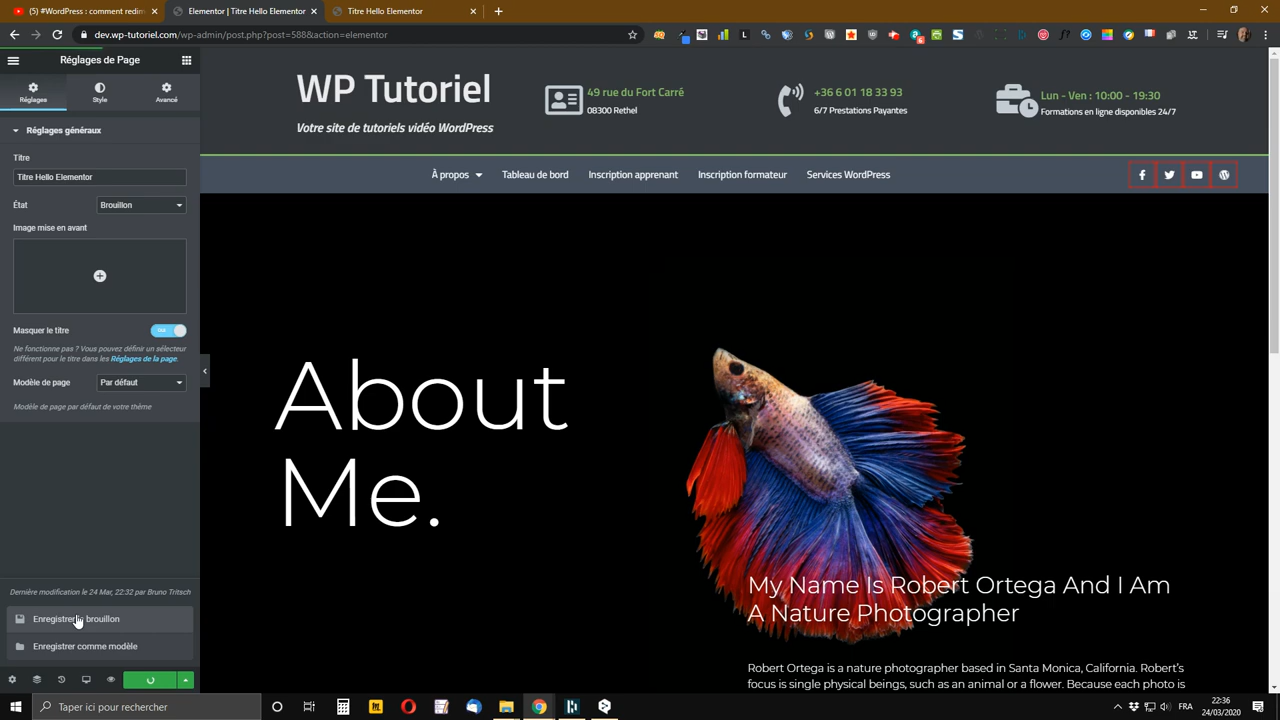 (5) #WordPress : comment redim
Elementor | Titre Hello Elementor
Titre Hello Elementor
dev.wp-tutoriel.com/wp-admin/post.php?post=588&action=elementor
Réglages de Page
Réglages
Style
Avancé
Réglages généraux
Titre
Titre Hello Elementor
État
Brouillon
Image mise en avant
Masquer le titre
OUI
Ne fonctionne pas ? Vous pouvez définir un sélecteur
différent pour le titre dans les Réglages de la page.
Modèle de page
Par défaut
Modèle de page par défaut de votre thème
Dernière modification le 24 Mar, 22:32 par Bruno Tritsch
Enregistrer brouillon
Enregistrer comme modèle
WP Tutoriel
Votre site de tutoriels vidéo WordPress
49 rue du Fort Carré
08300 Rethel
+36 6 01 18 33 93
6/7 Prestations Payantes
Lun - Ven : 10:00 - 19:30
Formations en ligne disponibles 24/7
À propos
Tableau de bord
Inscription apprenant
Inscription formateur
Services WordPress
About
Me.
My Name Is Robert Ortega And I Am
A Nature Photographer
Robert Ortega is a nature photographer based in Santa Monica, California. Robert's
focus is single physical beings, such as an animal or a flower. Because each photo is
Taper ici pour rechercher
FRA
22:36
24/03/2020